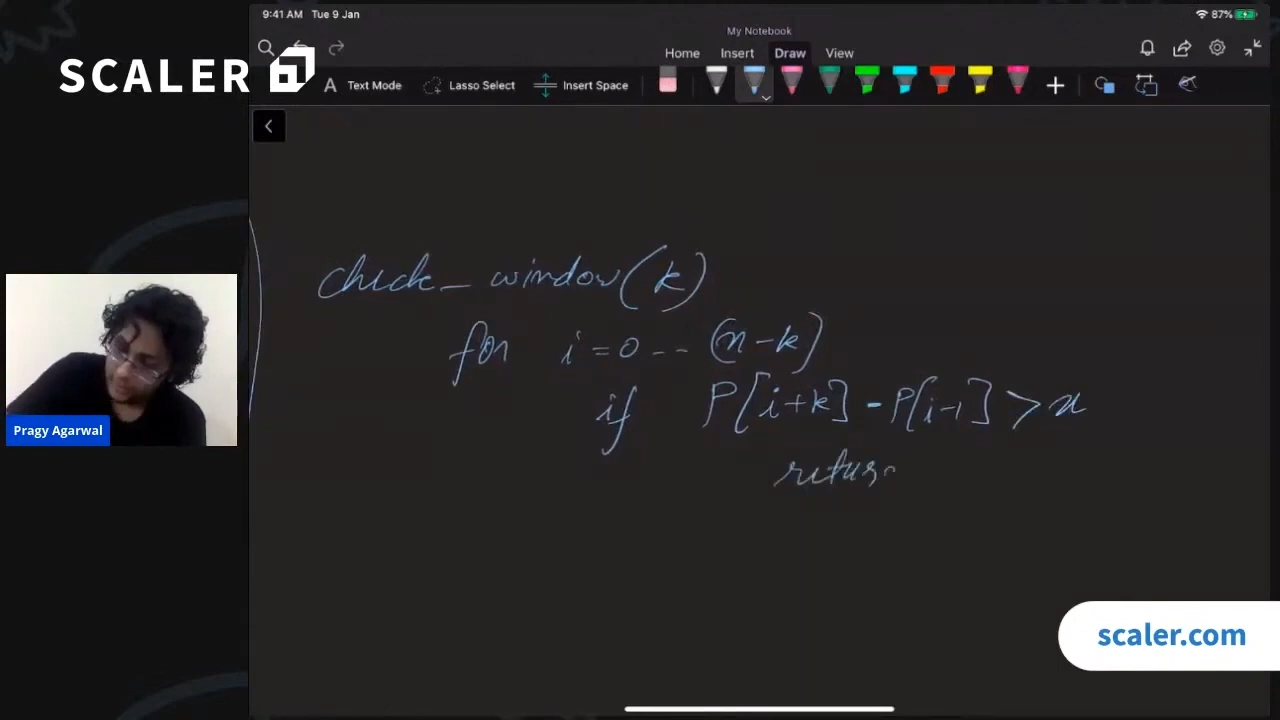 9:41 AM Tue 9 Jan
87%
My Notebook
Home Insert Draw View
SCALER
Text Mode Lasso Select Insert Space
check_window(k)
for i=0 -- (n-k)
if P[i+k] - P[i-1] > x
retur
Pragy Agarwal
scaler.com